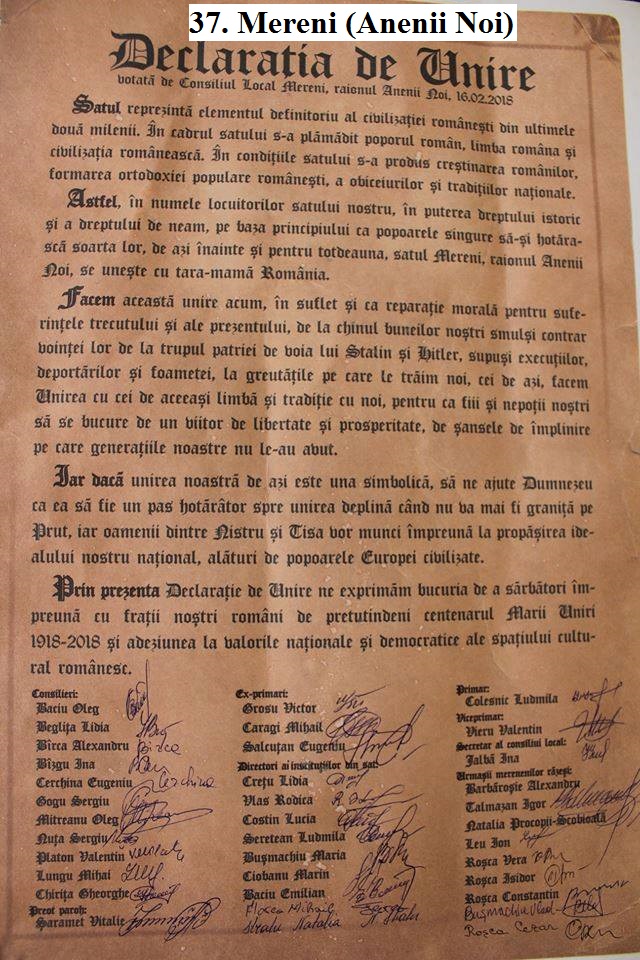 37. Mereni (Anenii Noi)
Declaratia de Unire
votată de Consiliul Local Mereni, raionul Anenii Noi, 16.02.2018
Satul reprezintă elementul definitoriu al civilizației românești din ultimele
două milenii. În cadrul satului s-a plămădit poporul român, limba româna și
civilizația românească. În condițiile satului s-a produs creștinarea românilor,
formarea ortodoxiei populare românești, a obiceiurilor și tradițiilor naționale.
Astfel, în numele locuitorilor satului nostru, în puterea dreptului istoric
și a dreptului de neam, pe baza principiului ca popoarele singure să-și hotăra-
scă soarta lor, de azi înainte și pentru totdeauna, satul Mereni, raionul Anenii
Noi, se unește cu tara-mamă România.
Facem această unire acum, în suflet și ca reparație morală pentru sufe-
rințele trecutului și ale prezentului, de la chinul buneilor noștri smulși contrar
voinței lor de la trupul patriei de voia lui Stalin și Hitler, supuși execuțiilor,
deportărilor și foametei, la greutățile pe care le trăim noi, cei de azi, facem
Unirea cu cei de aceeași limbă și tradiție cu noi, pentru ca fiii și nepoții noștri
să se bucure de un viitor de libertate și prosperitate, de șansele de împlinire
pe care generațiile noastre nu le-au avut.
Iar dacă unirea noastră de azi este una simbolică, să ne ajute Dumnezeu
ca ea să fie un pas hotărâtor spre unirea deplină când nu va mai fi graniță pe
Prut, iar oamenii dintre Nistru și Tisa vor munci împreună la propășirea ide-
alului nostru național, alături de popoarele Europei civilizate.
Prin prezenta Declarație de Unire ne exprimăm bucuria de a sărbători îm-
preună cu frații noștri români de pretutindeni centenarul Marii Uniri
1918-2018 și adeziunea la valorile naționale și democratice ale spațiului cultu-
ral românesc.
Consilieri:
Baciu Oleg
Beglița Lidia
Bîrca Alexandru Bîrca
Bîzgu Ina
Cerchina Eugeniu Cerchina
Gogu Sergiu
Mitreanu Oleg
Nuța Sergiu
Platon Valentin
Lungu Mihai
Chirița Gheorghe
Preot paroh:
Saramet Vitalie
Ex-primari:
Grosu Victor
Caragi Mihail
Salcuțan Eugeniu
Directori ai instituțiilor din sat:
Crețu Lidia
Vlas Rodica
Costin Lucia
Seretean Ludmila
Bușmachiu Maria
Ciobanu Marin
Baciu Emilian
Flocea Mihail
Straiu Natalia
Primar:
Colesnic Ludmila
Viceprimar:
Vieru Valentin
Secretar al consiliui local:
Jalbă Ina
Urmașii merenenilor răzeși:
Barbăroșie Alexandru
Talmazan Igor
Natalia Procopii-Scobioală
Leu Ion
Roșca Vera
Roșca Isidor
Roșca Constantin
Bușmachiu Vlad
Roșca Cezar